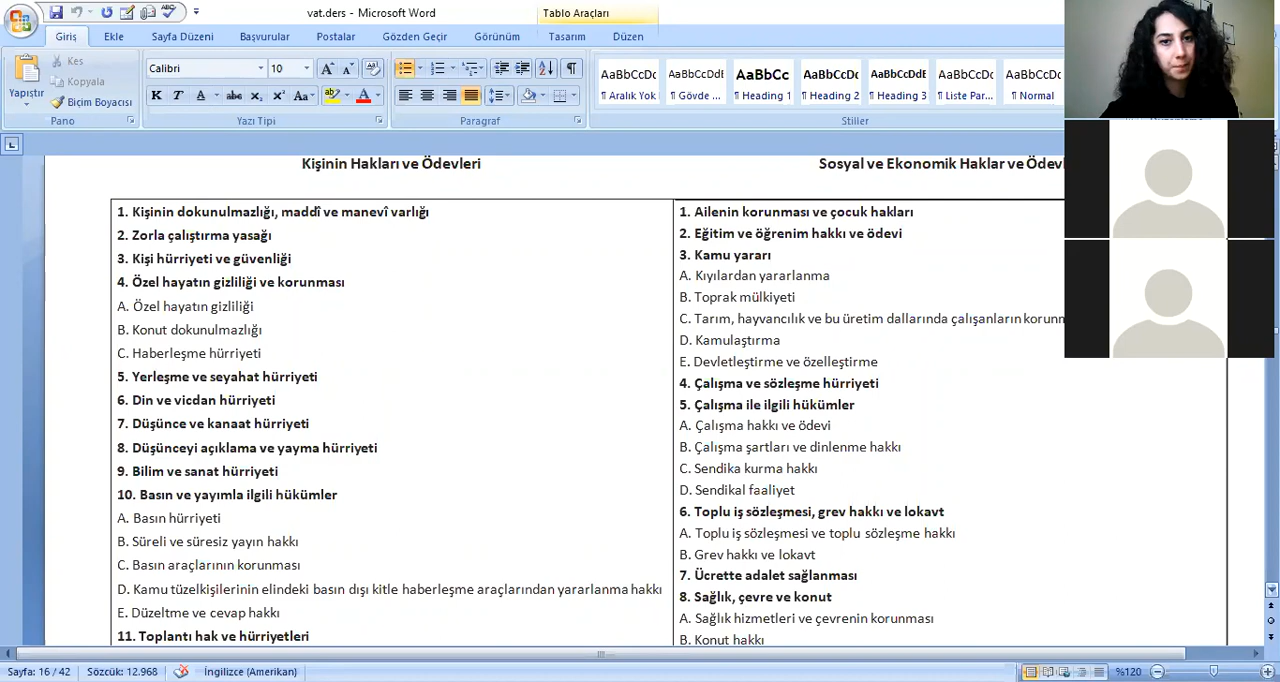 vat.ders - Microsoft Word
Tablo Araçları
Giriş
Ekle
Sayfa Düzeni
Başvurular
Postalar
Gözden Geçir
Görünüm
Tasarım
Düzen
Yapıştır
Kes
Kopyala
Biçim Boyacısı
Pano
Calibri
10
Yazı Tipi
Paragraf
AaBbCcDc
¶ Aralık Yok
AaBbCcDdE
¶ Gövde ...
AaBbCc
¶ Heading 1
AaBbCcDc
¶ Heading 2
AaBbCcDdE
¶ Heading 3
AaBbCcDc
¶ Liste Par...
AaBbCcDc
¶ Normal
Stiller
Kişinin Hakları ve Ödevleri
1. Kişinin dokunulmazlığı, maddî ve manevî varlığı
2. Zorla çalıştırma yasağı
3. Kişi hürriyeti ve güvenliği
4. Özel hayatın gizliliği ve korunması
A. Özel hayatın gizliliği
B. Konut dokunulmazlığı
C. Haberleşme hürriyeti
5. Yerleşme ve seyahat hürriyeti
6. Din ve vicdan hürriyeti
7. Düşünce ve kanaat hürriyeti
8. Düşünceyi açıklama ve yayma hürriyeti
9. Bilim ve sanat hürriyeti
10. Basın ve yayımla ilgili hükümler
A. Basın hürriyeti
B. Süreli ve süresiz yayın hakkı
C. Basın araçlarının korunması
D. Kamu tüzelkişilerinin elindeki basın dışı kitle haberleşme araçlarından yararlanma hakkı
E. Düzeltme ve cevap hakkı
11. Toplantı hak ve hürriyetleri
Sosyal ve Ekonomik Haklar ve Ödevl
1. Ailenin korunması ve çocuk hakları
2. Eğitim ve öğrenim hakkı ve ödevi
3. Kamu yararı
A. Kıyılardan yararlanma
B. Toprak mülkiyeti
C. Tarım, hayvancılık ve bu üretim dallarında çalışanların korunm
D. Kamulaştırma
E. Devletleştirme ve özelleştirme
4. Çalışma ve sözleşme hürriyeti
5. Çalışma ile ilgili hükümler
A. Çalışma hakkı ve ödevi
B. Çalışma şartları ve dinlenme hakkı
C. Sendika kurma hakkı
D. Sendikal faaliyet
6. Toplu iş sözleşmesi, grev hakkı ve lokavt
A. Toplu iş sözleşmesi ve toplu sözleşme hakkı
B. Grev hakkı ve lokavt
7. Ücrette adalet sağlanması
8. Sağlık, çevre ve konut
A. Sağlık hizmetleri ve çevrenin korunması
B. Konut hakkı
Sayfa: 16 / 42
Sözcük: 12.968
İngilizce (Amerikan)
%120